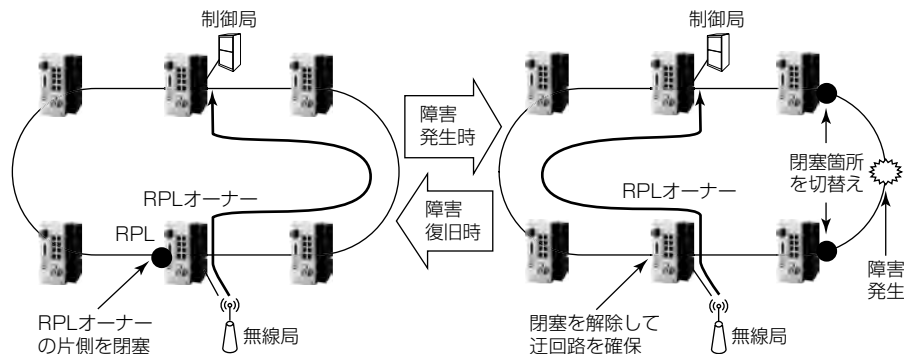 制御局
RPLオーナー
RPL
RPLオーナー
の片側を閉塞
無線局
障害
発生時
障害
復旧時
制御局
RPLオーナー
閉塞箇所
を切替え
閉塞を解除して
迂回路を確保
無線局
障害
発生